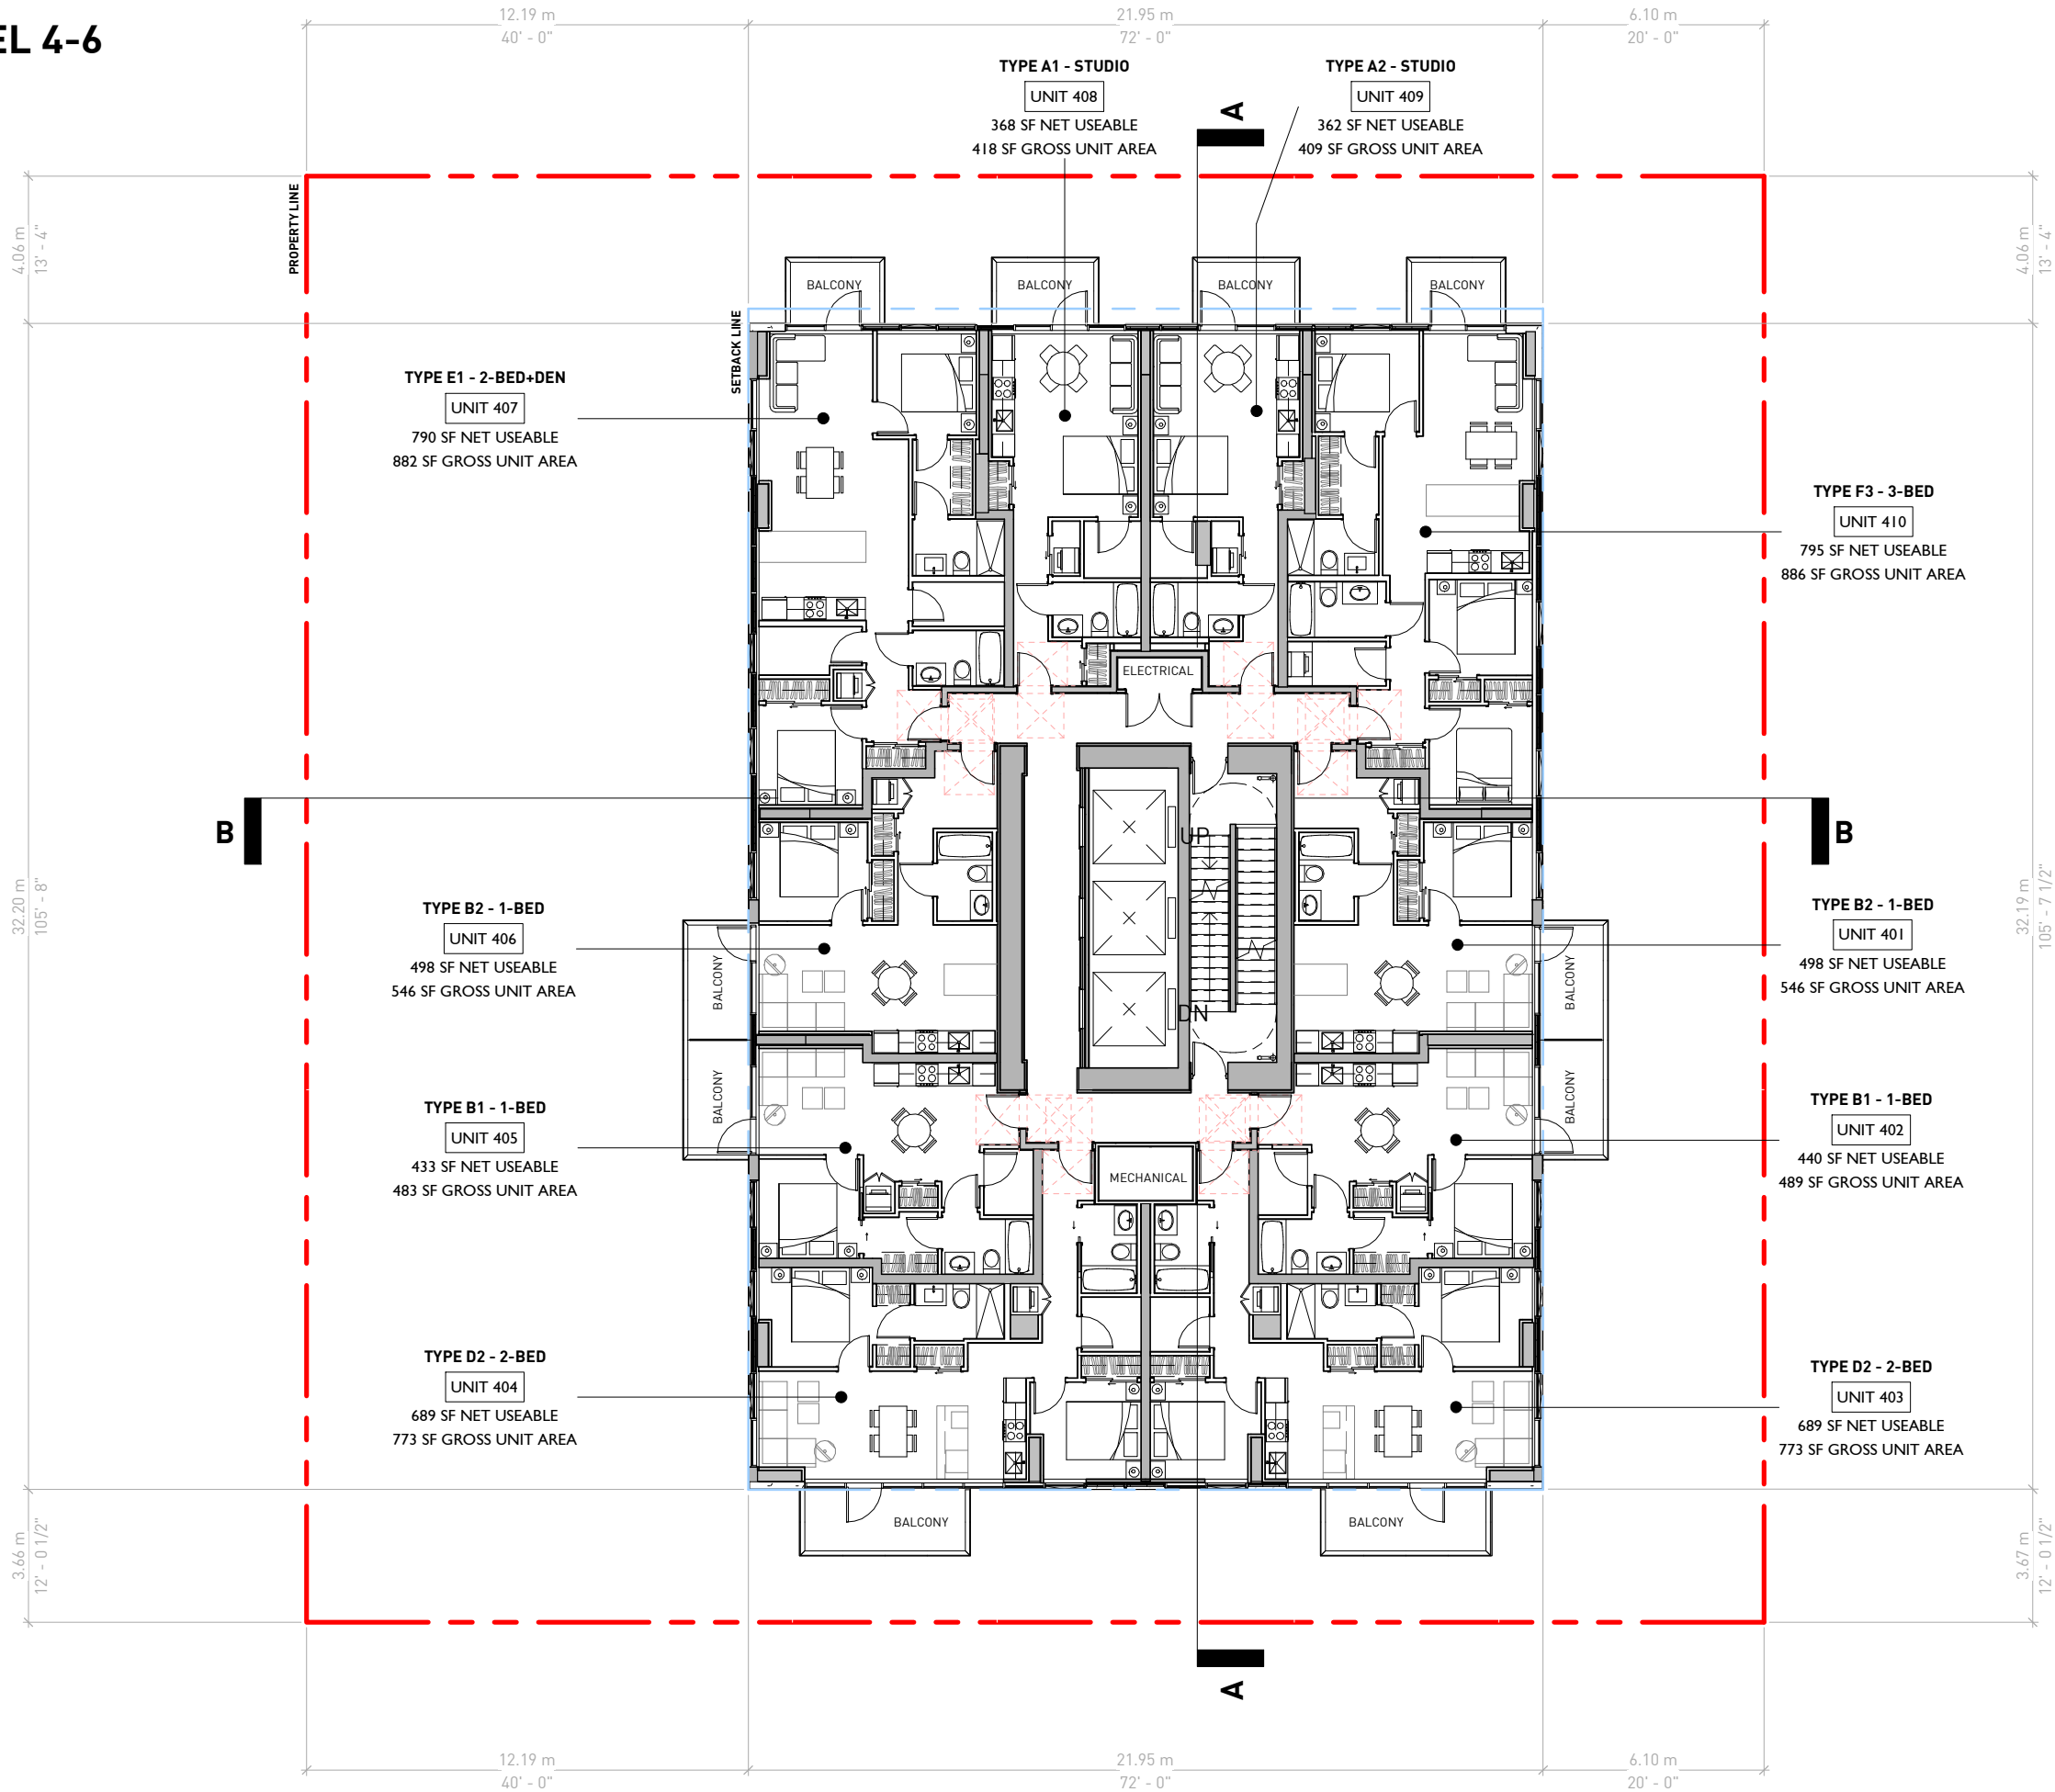 12.19 m
40' - 0"
21.95 m
72' - 0"
6.10 m
20' - 0"
EL 4-6
TYPE A1 - STUDIO
UNIT 408
368 SF NET USEABLE
418 SF GROSS UNIT AREA
TYPE A2 - STUDIO
UNIT 409
362 SF NET USEABLE
409 SF GROSS UNIT AREA
A
PROPERTY LINE
4.06 m
13' - 4"
4.06 m
13' - 4"
BALCONY
BALCONY
BALCONY
BALCONY
SETBACK LINE
TYPE E1 - 2-BED+DEN
UNIT 407
790 SF NET USEABLE
882 SF GROSS UNIT AREA
TYPE F3 - 3-BED
UNIT 410
795 SF NET USEABLE
886 SF GROSS UNIT AREA
ELECTRICAL
B
UP
B
32.20 m
105' - 8"
32.19 m
105' - 7 1/2"
TYPE B2 - 1-BED
UNIT 406
498 SF NET USEABLE
546 SF GROSS UNIT AREA
TYPE B2 - 1-BED
UNIT 401
498 SF NET USEABLE
546 SF GROSS UNIT AREA
BALCONY
BALCONY
DN
BALCONY
BALCONY
TYPE B1 - 1-BED
UNIT 405
433 SF NET USEABLE
483 SF GROSS UNIT AREA
TYPE B1 - 1-BED
UNIT 402
440 SF NET USEABLE
489 SF GROSS UNIT AREA
MECHANICAL
TYPE D2 - 2-BED
UNIT 404
689 SF NET USEABLE
773 SF GROSS UNIT AREA
TYPE D2 - 2-BED
UNIT 403
689 SF NET USEABLE
773 SF GROSS UNIT AREA
BALCONY
BALCONY
3.66 m
12' - 0 1/2"
3.67 m
12' - 0 1/2"
A
12.19 m
40' - 0"
21.95 m
72' - 0"
6.10 m
20' - 0"